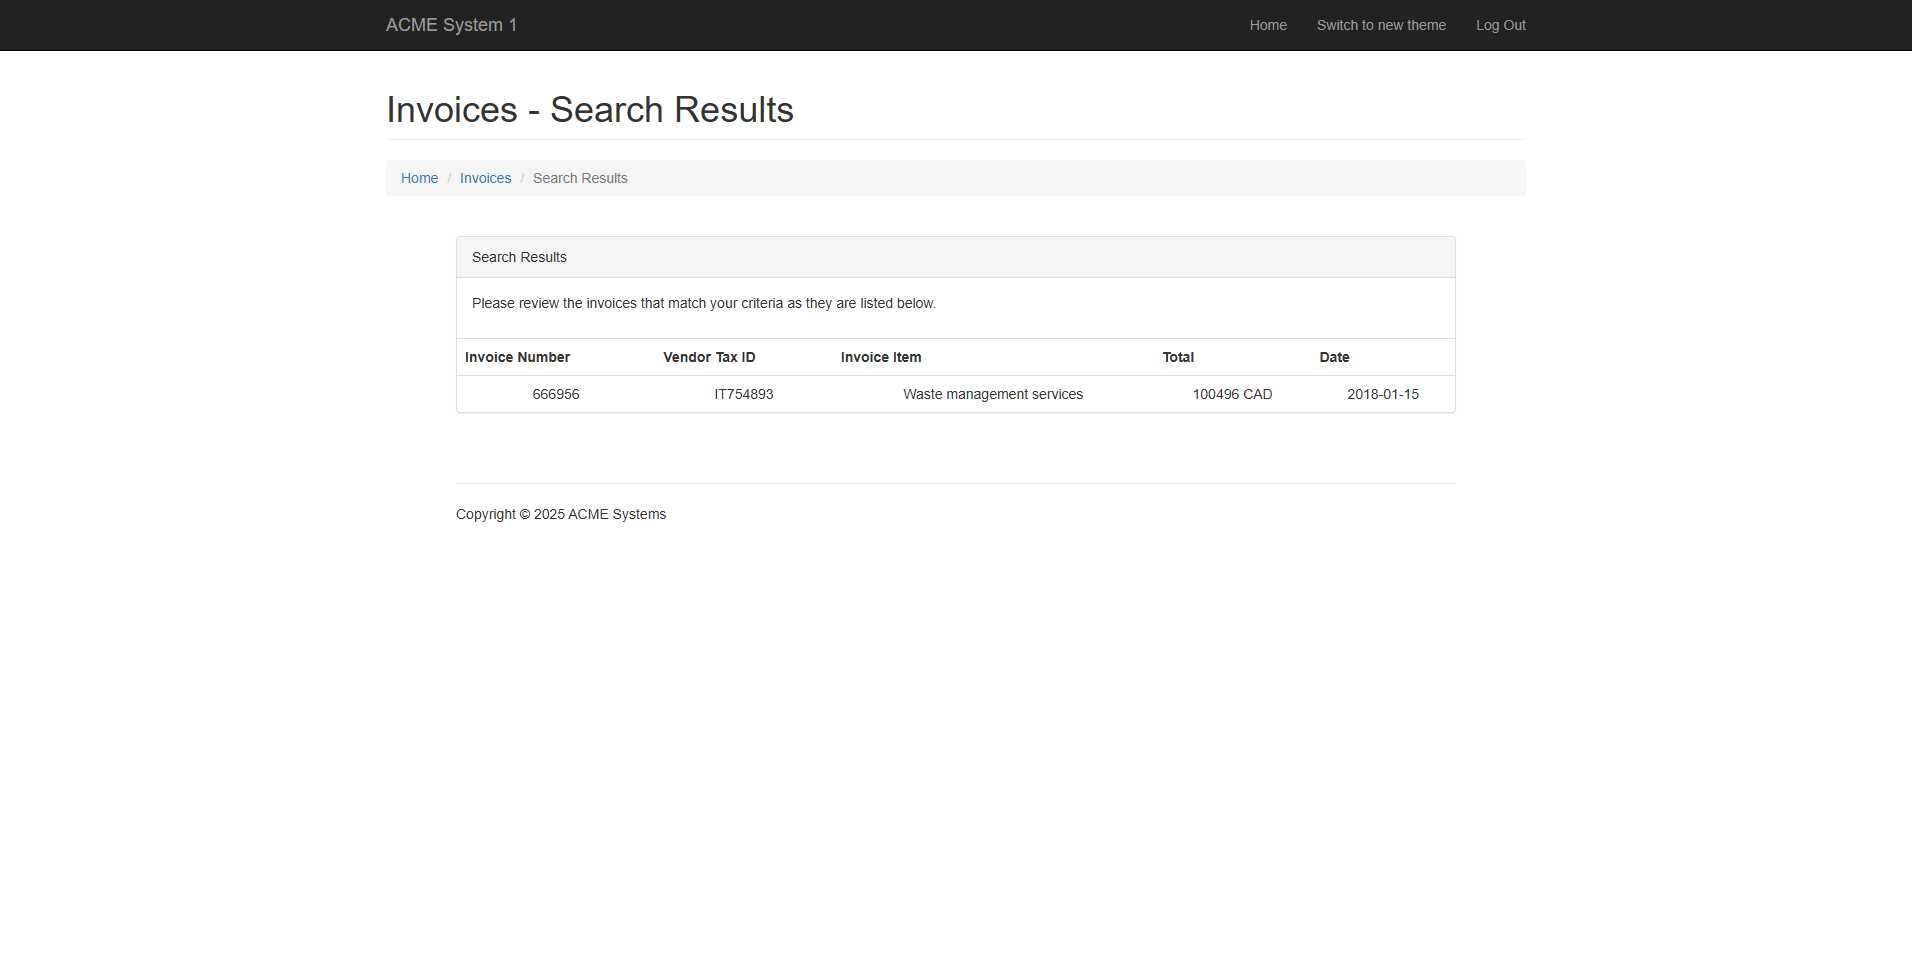 ACME System 1 Home Switch to new theme Log Out
Invoices - Search Results
Home / Invoices / Search Results
Search Results
Please review the invoices that match your criteria as they are listed below.
Invoice Number Vendor Tax ID Invoice Item Total Date
666956 IT754893 Waste management services 100496 CAD 2018-01-15
Copyright © 2025 ACME Systems